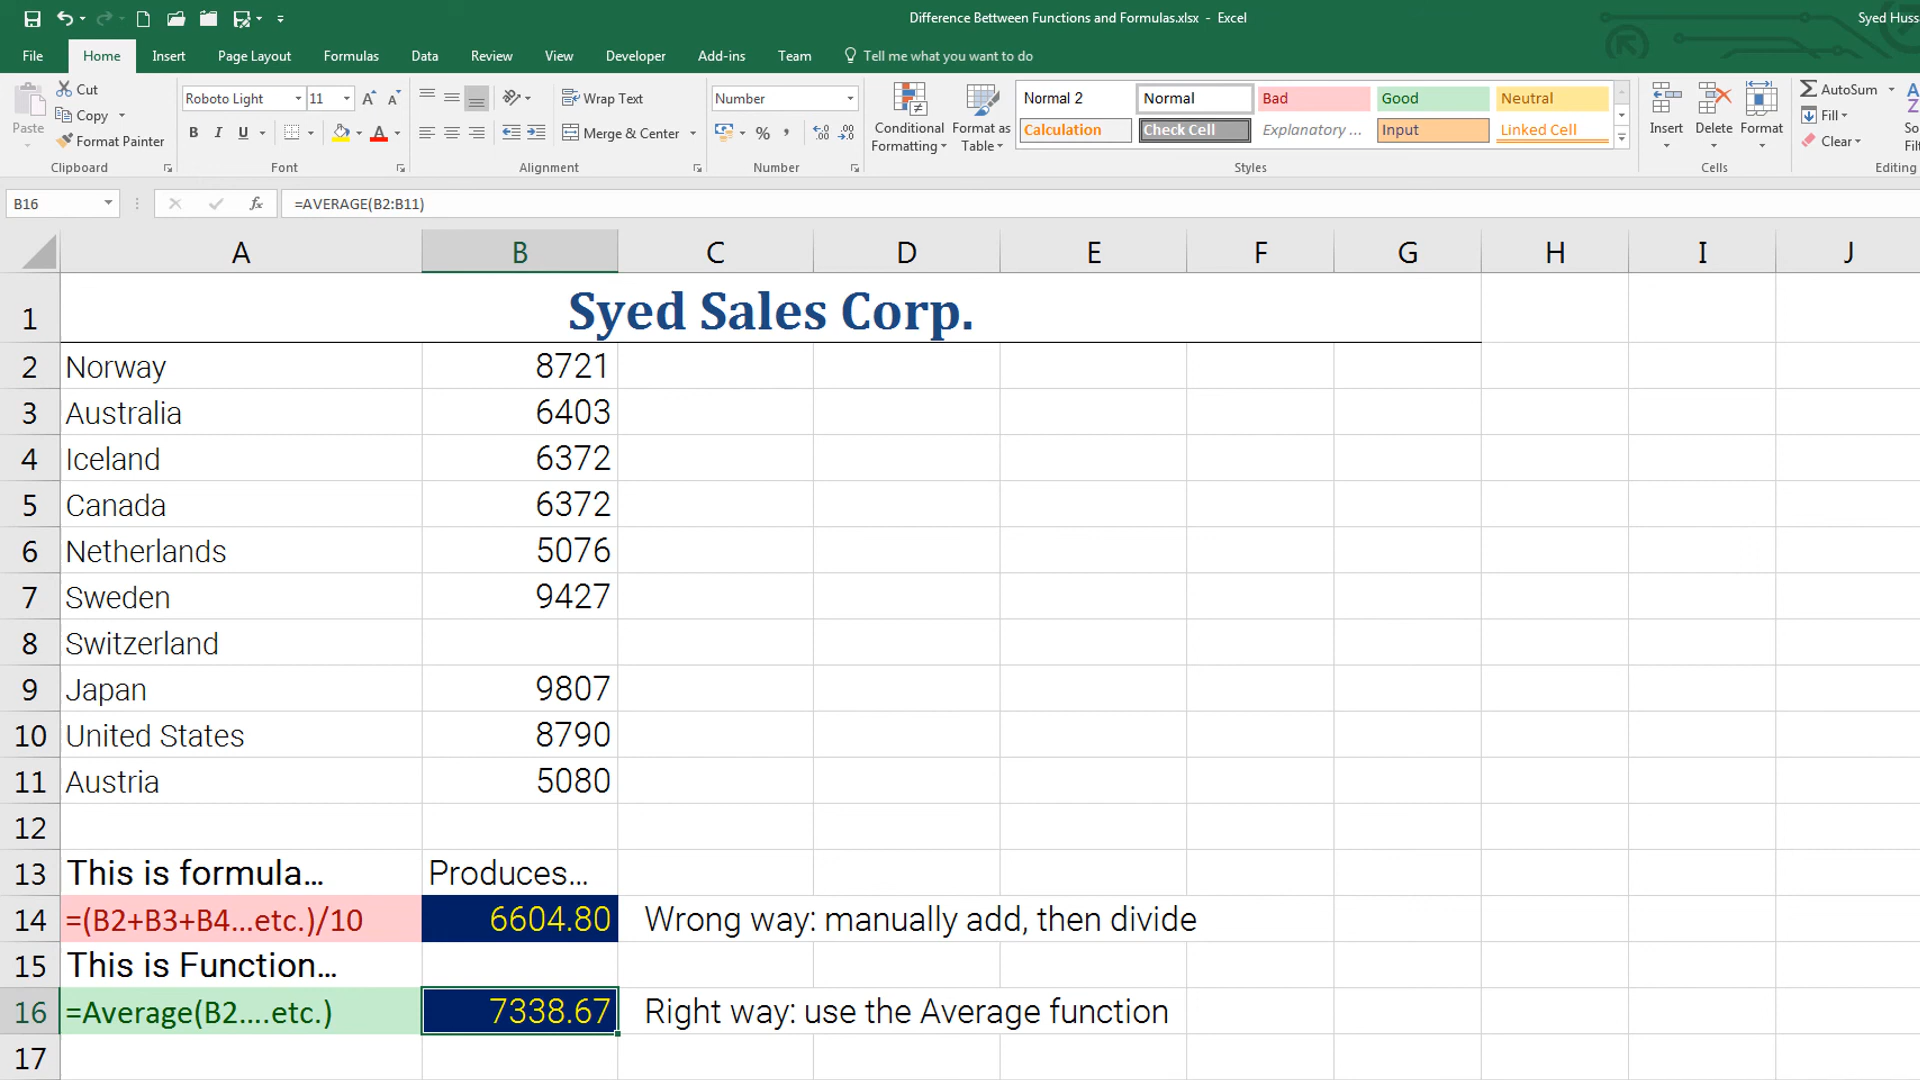 Difference Bettween Functions and Formulas.xlsx - Excel
Syed Huss
File Home Insert Page Layout Formulas Data Review View Developer Add-ins Team Tell me what you want to do
Paste
Cut
Copy
Format Painter
Clipboard
Roboto Light 11
B I U A
Font
Wrap Text
Merge & Center
Alignment
Number
% ,
Number
Conditional Formatting
Format as Table
Normal 2 Normal Bad Good Neutral
Calculation Check Cell Explanatory ... Input Linked Cell
Styles
Insert Delete Format
Cells
AutoSum
Fill
Clear
Editing
B16 fx =AVERAGE(B2:B11)
A B C D E F G H I J
1 Syed Sales Corp.
2 Norway 8721
3 Australia 6403
4 Iceland 6372
5 Canada 6372
6 Netherlands 5076
7 Sweden 9427
8 Switzerland
9 Japan 9807
10 United States 8790
11 Austria 5080
12
13 This is formula... Produces...
14 =(B2+B3+B4...etc.)/10 6604.80 Wrong way: manually add, then divide
15 This is Function...
16 =Average(B2....etc.) 7338.67 Right way: use the Average function
17